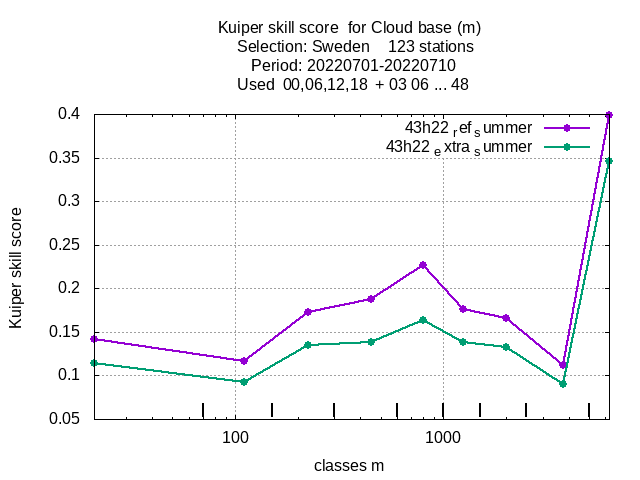 Kuiper skill score  for Cloud base (m)
Selection: Sweden    123 stations
Period: 20220701-20220710
Used  00,06,12,18  + 03 06 ... 48
0.4
0.35
0.3
0.25
0.2
0.15
0.1
0.05
Kuiper skill score
43h22 ref summer
43h22 extra summer
100
1000
classes m